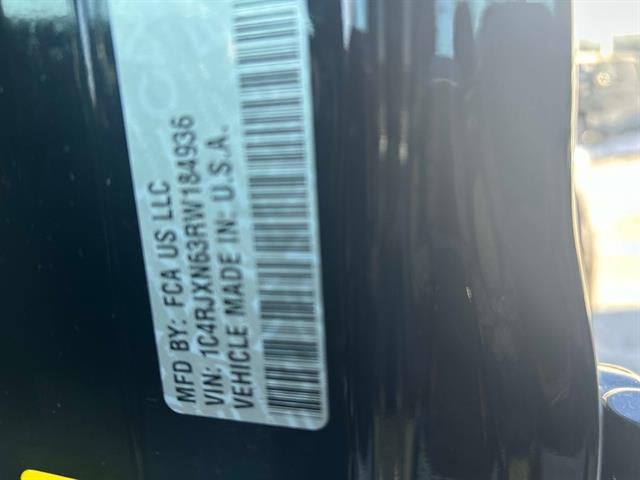 MFD BY: FCA US LLC
VIN: 1C4RJXN63RW184936
VEHICLE MADE IN: U.S.A.